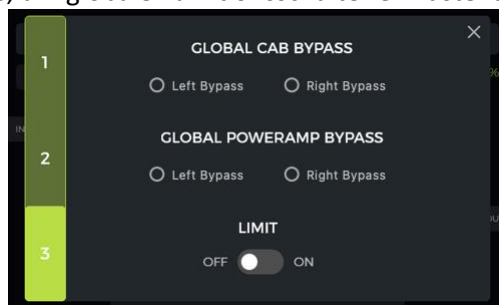 1
GLOBAL CAB BYPASS
Left Bypass Right Bypass
%
IN
GLOBAL POWERAMP BYPASS
2
Left Bypass Right Bypass
LIMIT
3
OFF ON